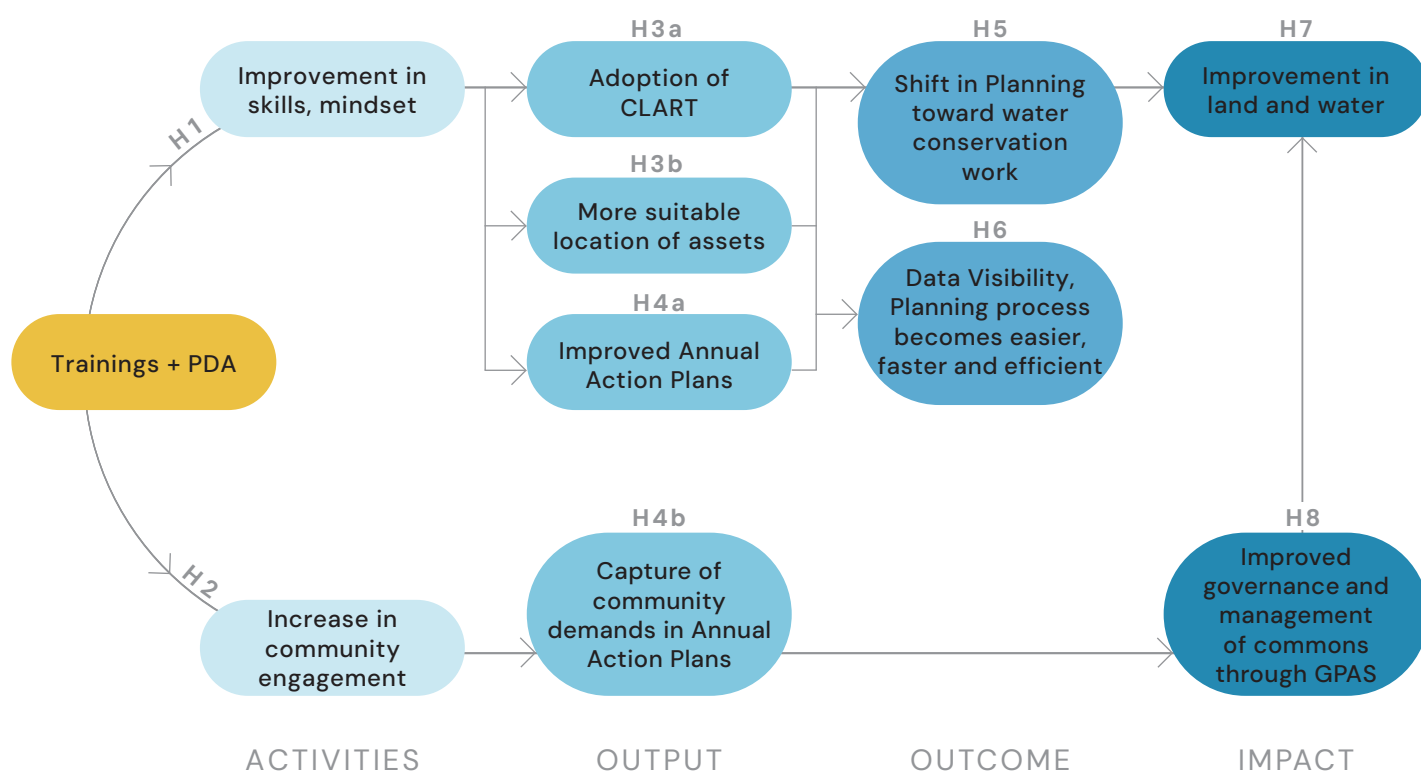 H1
Improvement in
skills, mindset
H3a
Adoption of
CLART
H5
Shift in Planning
toward water
conservation
work
H7
Improvement in
land and water
H3b
More suitable
location of assets
H6
Data Visibility,
Planning process
becomes easier,
faster and efficient
H4a
Improved Annual
Action Plans
Trainings + PDA
H2
Increase in
community
engagement
H4b
Capture of
community
demands in Annual
Action Plans
H8
Improved
governance and
management
of commons
through GPAS
ACTIVITIES
OUTPUT
OUTCOME
IMPACT